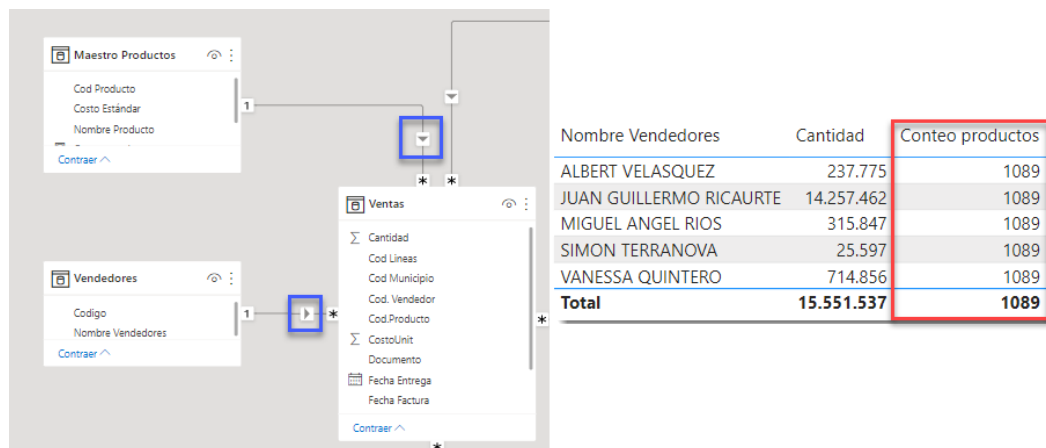 Maestro Productos
Cod Producto
Costo Estándar
Nombre Producto
Contraer
1
*
*
Ventas
Σ Cantidad
Cod Lineas
Cod Municipio
Cod. Vendedor
Cod.Producto
Σ CostoUnit
Documento
Fecha Entrega
Fecha Factura
Contraer
*
*
Vendedores
Codigo
Nombre Vendedores
Contraer
1
*
Nombre Vendedores Cantidad Conteo productos
ALBERT VELASQUEZ 237.775 1089
JUAN GUILLERMO RICAURTE 14.257.462 1089
MIGUEL ANGEL RIOS 315.847 1089
SIMON TERRANOVA 25.597 1089
VANESSA QUINTERO 714.856 1089
Total 15.551.537 1089